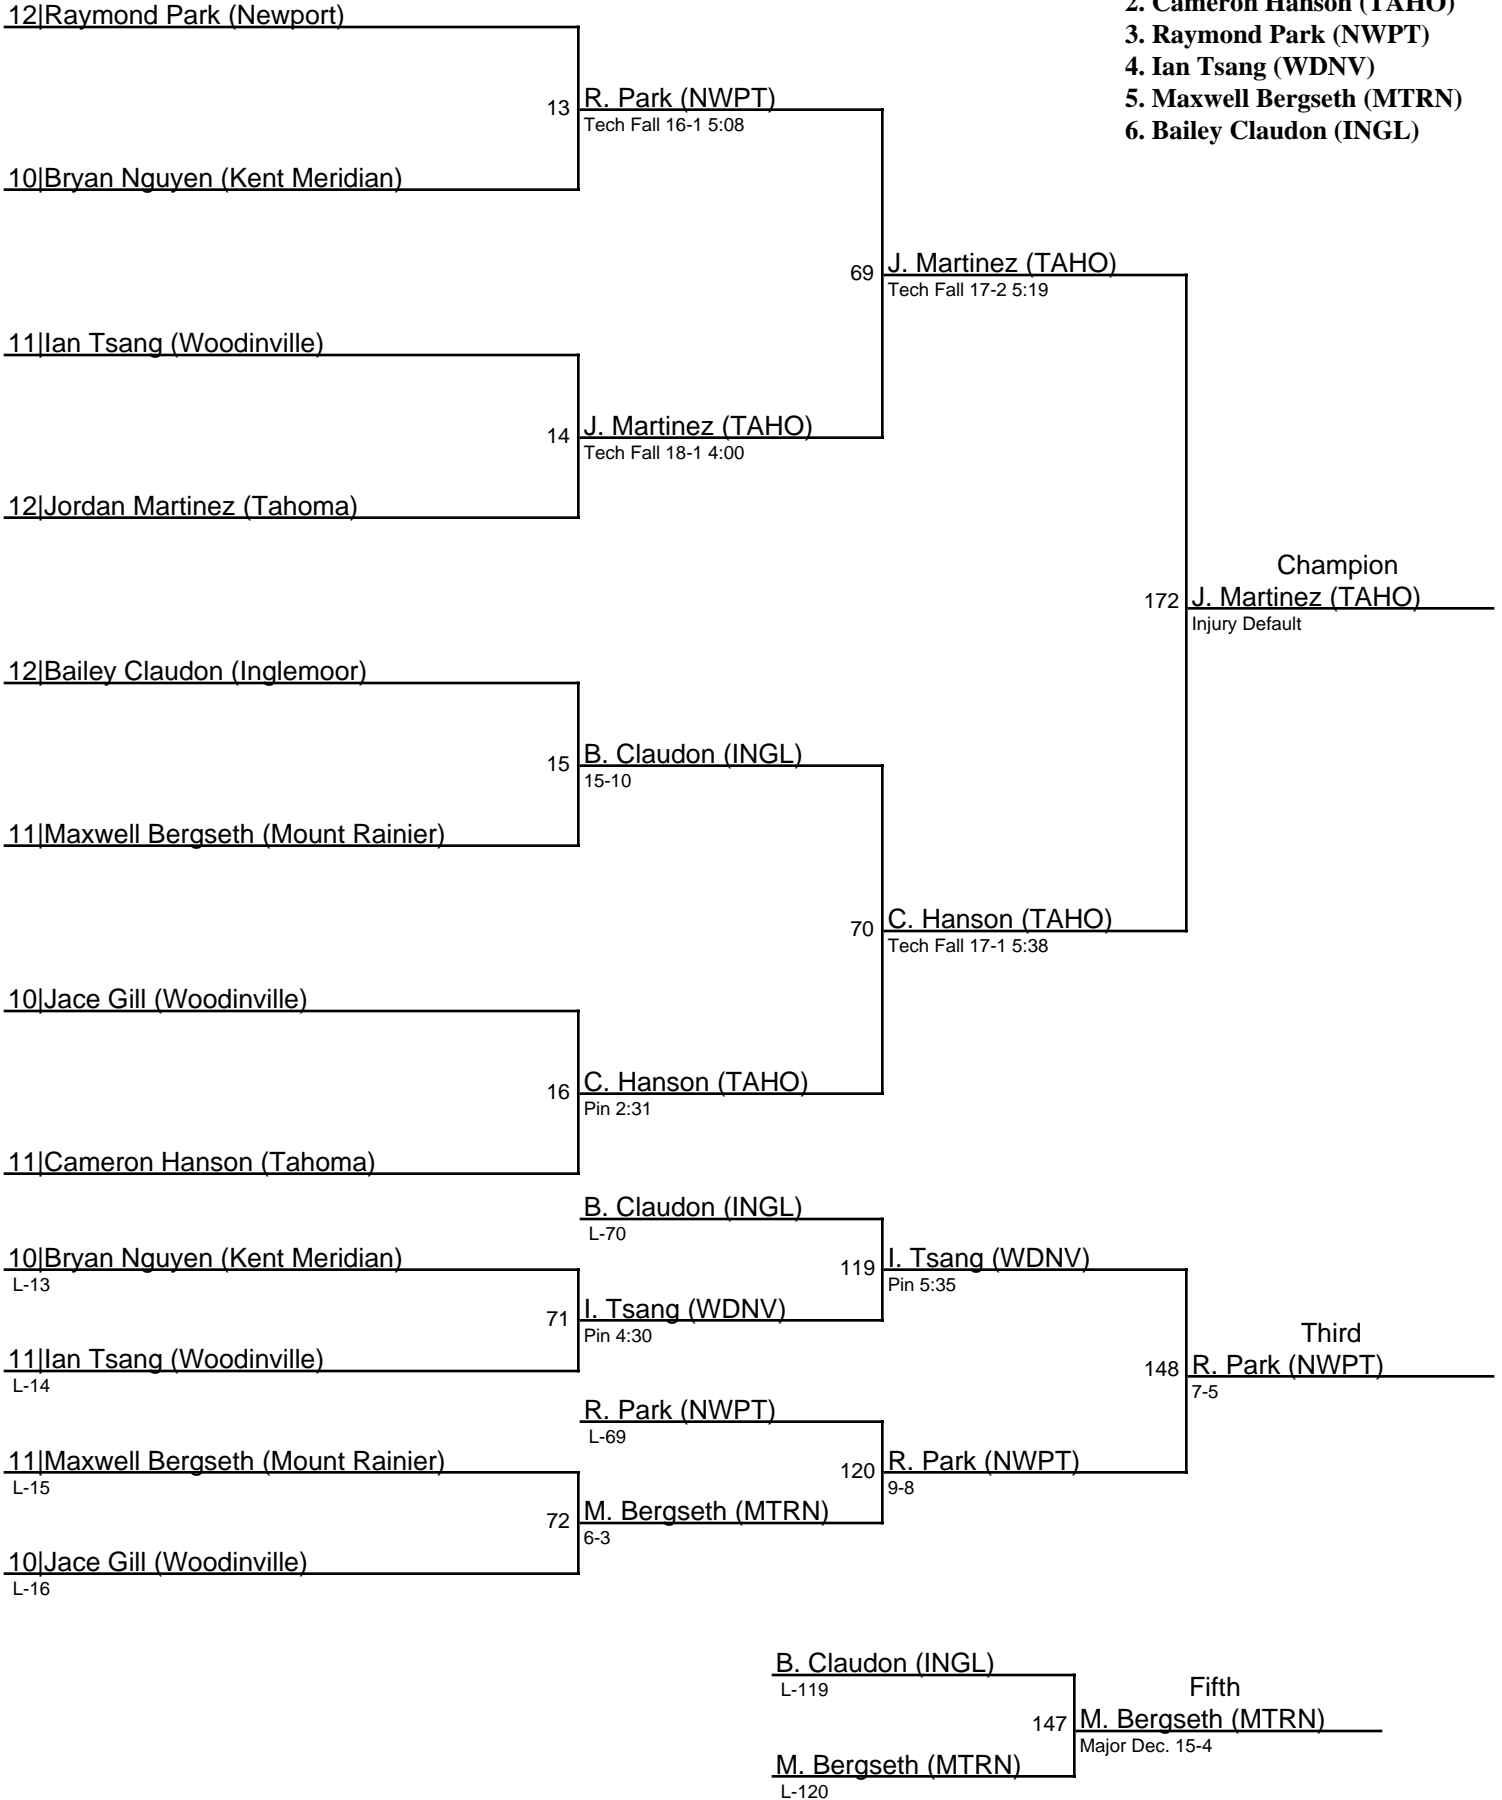 12|Raymond Park (Newport)
2. Cameron Hanson (TAHO)
3. Raymond Park (NWPT)
4. Ian Tsang (WDNV)
5. Maxwell Bergseth (MTRN)
6. Bailey Claudon (INGL)
13 R. Park (NWPT)
Tech Fall 16-1 5:08
10|Bryan Nguyen (Kent Meridian)
69 J. Martinez (TAHO)
Tech Fall 17-2 5:19
11|Ian Tsang (Woodinville)
14 J. Martinez (TAHO)
Tech Fall 18-1 4:00
12|Jordan Martinez (Tahoma)
Champion
172 J. Martinez (TAHO)
Injury Default
12|Bailey Claudon (Inglemoor)
15 B. Claudon (INGL)
15-10
11|Maxwell Bergseth (Mount Rainier)
70 C. Hanson (TAHO)
Tech Fall 17-1 5:38
10|Jace Gill (Woodinville)
16 C. Hanson (TAHO)
Pin 2:31
11|Cameron Hanson (Tahoma)
B. Claudon (INGL)
L-70
10|Bryan Nguyen (Kent Meridian)
L-13
119 I. Tsang (WDNV)
Pin 5:35
71 I. Tsang (WDNV)
Pin 4:30
11|Ian Tsang (Woodinville)
L-14
Third
148 R. Park (NWPT)
7-5
R. Park (NWPT)
L-69
11|Maxwell Bergseth (Mount Rainier)
L-15
120 R. Park (NWPT)
9-8
72 M. Bergseth (MTRN)
6-3
10|Jace Gill (Woodinville)
L-16
B. Claudon (INGL)
L-119
Fifth
147 M. Bergseth (MTRN)
Major Dec. 15-4
M. Bergseth (MTRN)
L-120